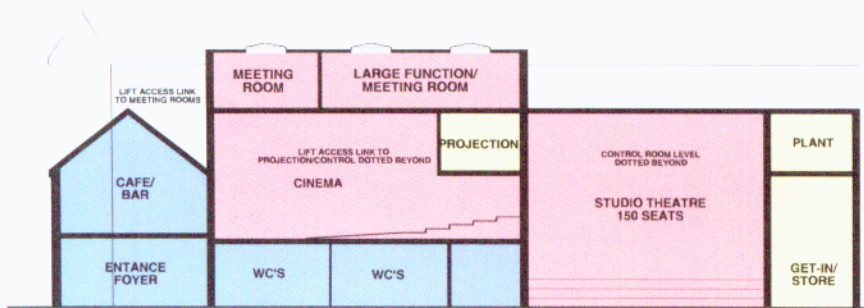 LIFT ACCESS LINK
TO MEETING ROOMS
MEETING
ROOM
LARGE FUNCTION/
MEETING ROOM
LIFT ACCESS LINK TO
PROJECTION/CONTROL DOTTED BEYOND
PROJECTION
CINEMA
CONTROL ROOM LEVEL
DOTTED BEYOND
PLANT
CAFE/
BAR
STUDIO THEATRE
150 SEATS
ENTANCE
FOYER
WC'S
WC'S
GET-IN/
STORE